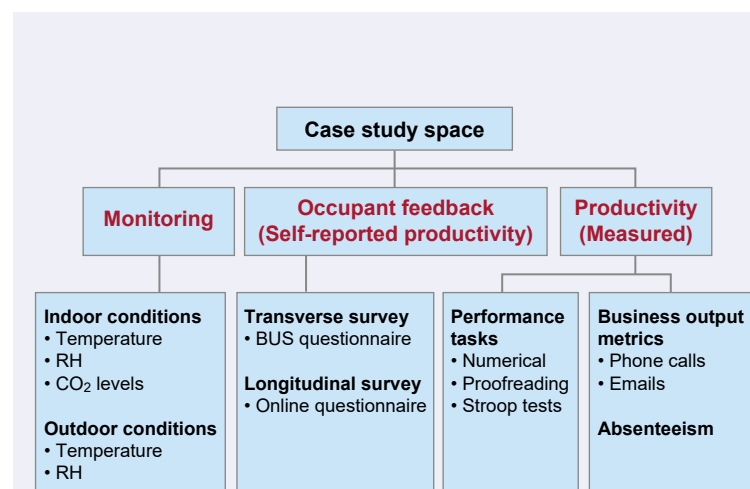 Case study space
Monitoring
Occupant feedback
(Self-reported productivity)
Productivity
(Measured)
Indoor conditions
• Temperature
• RH
• CO₂ levels
Outdoor conditions
• Temperature
• RH
Transverse survey
• BUS questionnaire
Longitudinal survey
• Online questionnaire
Performance
tasks
• Numerical
• Proofreading
• Stroop tests
Business output
metrics
• Phone calls
• Emails
Absenteeism